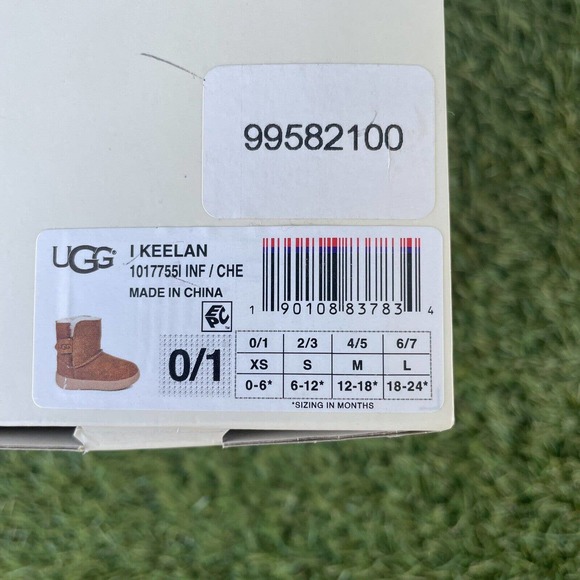 99582100
UGG®
I KEELAN
1017755I INF / CHE
MADE IN CHINA
EPC
1 90108 83783 4
0/1
0/1 2/3 4/5 6/7
XS S M L
0-6* 6-12* 12-18* 18-24*
*SIZING IN MONTHS